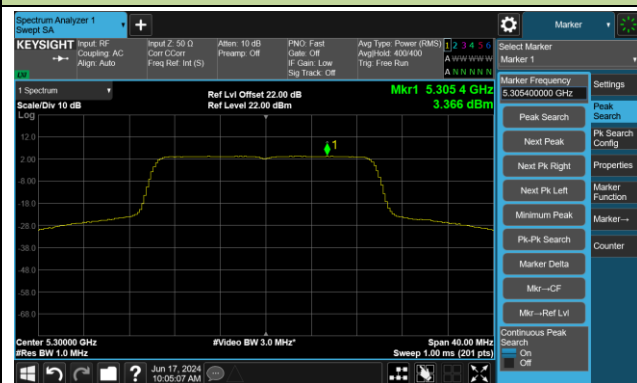 Spectrum Analyzer 1
Swept SA
+
Marker
KEYSIGHT Input: RF Input Z: 50 Ω Atten: 10 dB PNO: Fast Avg Type: Power (RMS) 1 2 3 4 5 6
Coupling: AC Corr CCorr Preamp: Off Gate: Off Avg|Hold: 400/400 A W W W W W
Align: Auto Freq Ref: Int (S) IF Gain: Low Trig: Free Run
Sig Track: Off A N N N N N
Select Marker
Marker 1
1 Spectrum Ref Lvl Offset 22.00 dB Mkr1 5.305 4 GHz
Scale/Div 10 dB Ref Level 22.00 dBm 3.366 dBm
Log
12.0
2.00
-8.00
-18.0
-28.0
-38.0
-48.0
-58.0
-68.0
1
Center 5.30000 GHz #Video BW 3.0 MHz* Span 40.00 MHz
#Res BW 1.0 MHz Sweep 1.00 ms (201 pts)
Marker Frequency
5.305400000 GHz
Peak Search
Next Peak
Next Pk Right
Next Pk Left
Minimum Peak
Pk-Pk Search
Marker Delta
Mkr→CF
Mkr→Ref Lvl
Continuous Peak
Search
On
Off
Settings
Peak
Search
Pk Search
Config
Properties
Marker
Function
Marker→
Counter
? Jun 17, 2024
10:05:07 AM